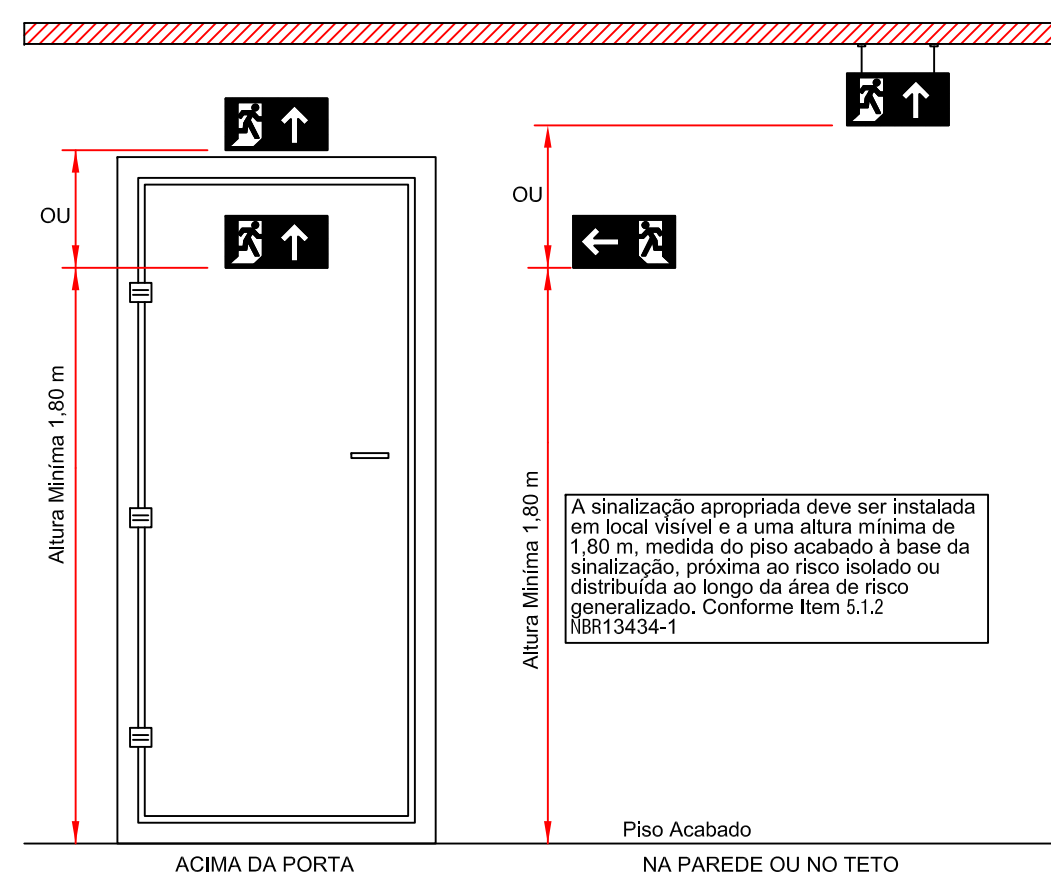 OU
OU
Altura Miníma 1,80 m
Altura Miníma 1,80 m
A sinalização apropriada deve ser instalada
em local visível e a uma altura mínima de
1,80 m, medida do piso acabado à base da
sinalização, próxima ao risco isolado ou
distribuída ao longo da área de risco
generalizado. Conforme Item 5.1.2
NBR13434-1
Piso Acabado
ACIMA DA PORTA
NA PAREDE OU NO TETO